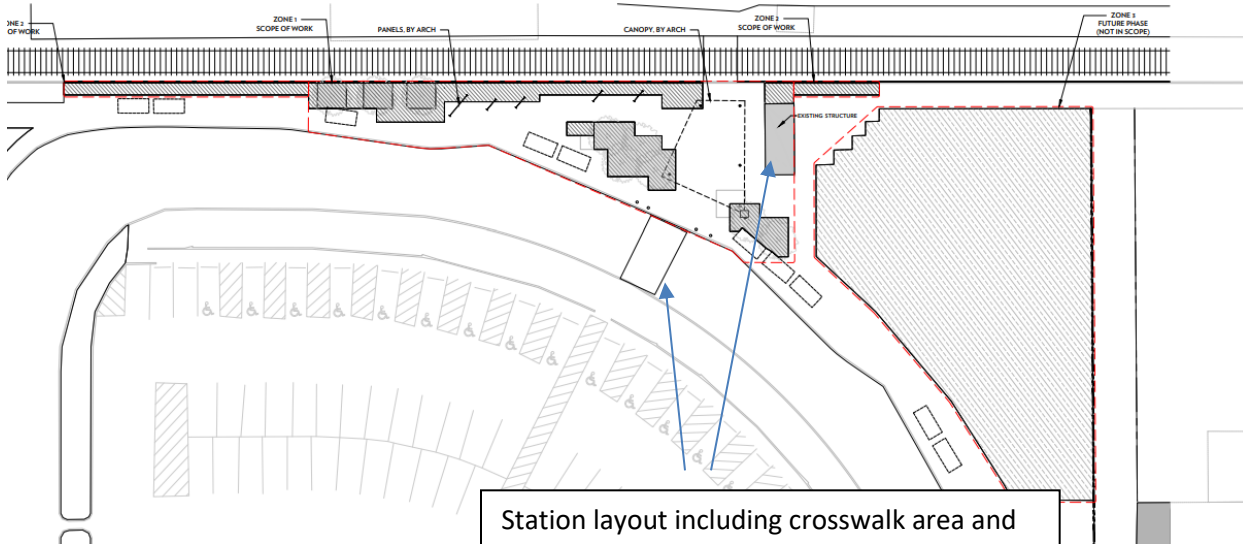 ZONE 2
OF WORK
ZONE 1
SCOPE OF WORK
PANELS, BY ARCH
CANOPY, BY ARCH
ZONE 2
SCOPE OF WORK
ZONE 3
FUTURE PHASE
(NOT IN SCOPE)
EXISTING STRUCTURE
Station layout including crosswalk area and